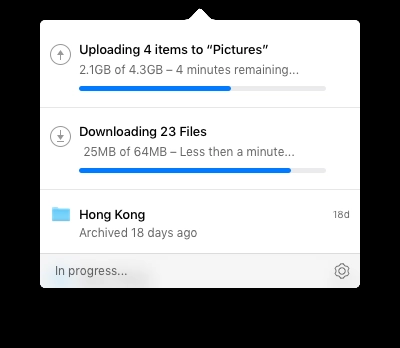 Uploading 4 items to “Pictures”
2.1GB of 4.3GB – 4 minutes remaining...
Downloading 23 Files
25MB of 64MB – Less then a minute...
Hong Kong 18d
Archived 18 days ago
In progress...